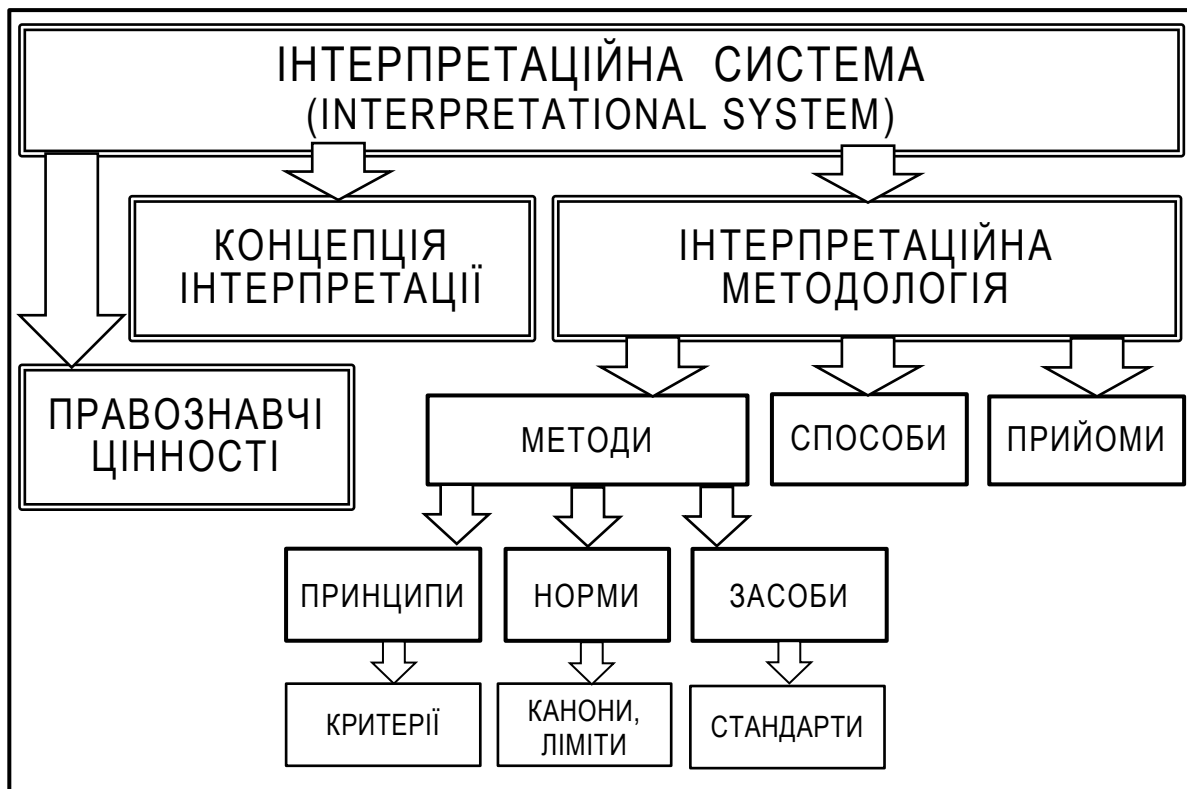 ІНТЕРПРЕТАЦІЙНА СИСТЕМА
(INTERPRETATIONAL SYSTEM)
КОНЦЕПЦІЯ
ІНТЕРПРЕТАЦІЇ
ІНТЕРПРЕТАЦІЙНА
МЕТОДОЛОГІЯ
ПРАВОЗНАВЧІ
ЦІННОСТІ
МЕТОДИ
СПОСОБИ
ПРИЙОМИ
ПРИНЦИПИ
НОРМИ
ЗАСОБИ
КРИТЕРІЇ
КАНОНИ,
ЛІМІТИ
СТАНДАРТИ